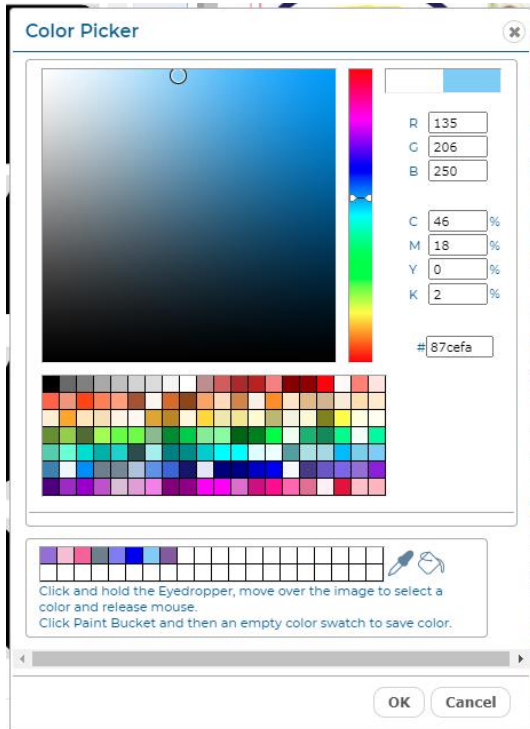 Color Picker
R 135
G 206
B 250
C 46 %
M 18 %
Y 0 %
K 2 %
# 87cefa
Click and hold the Eyedropper, move over the image to select a
color and release mouse.
Click Paint Bucket and then an empty color swatch to save color.
OK Cancel